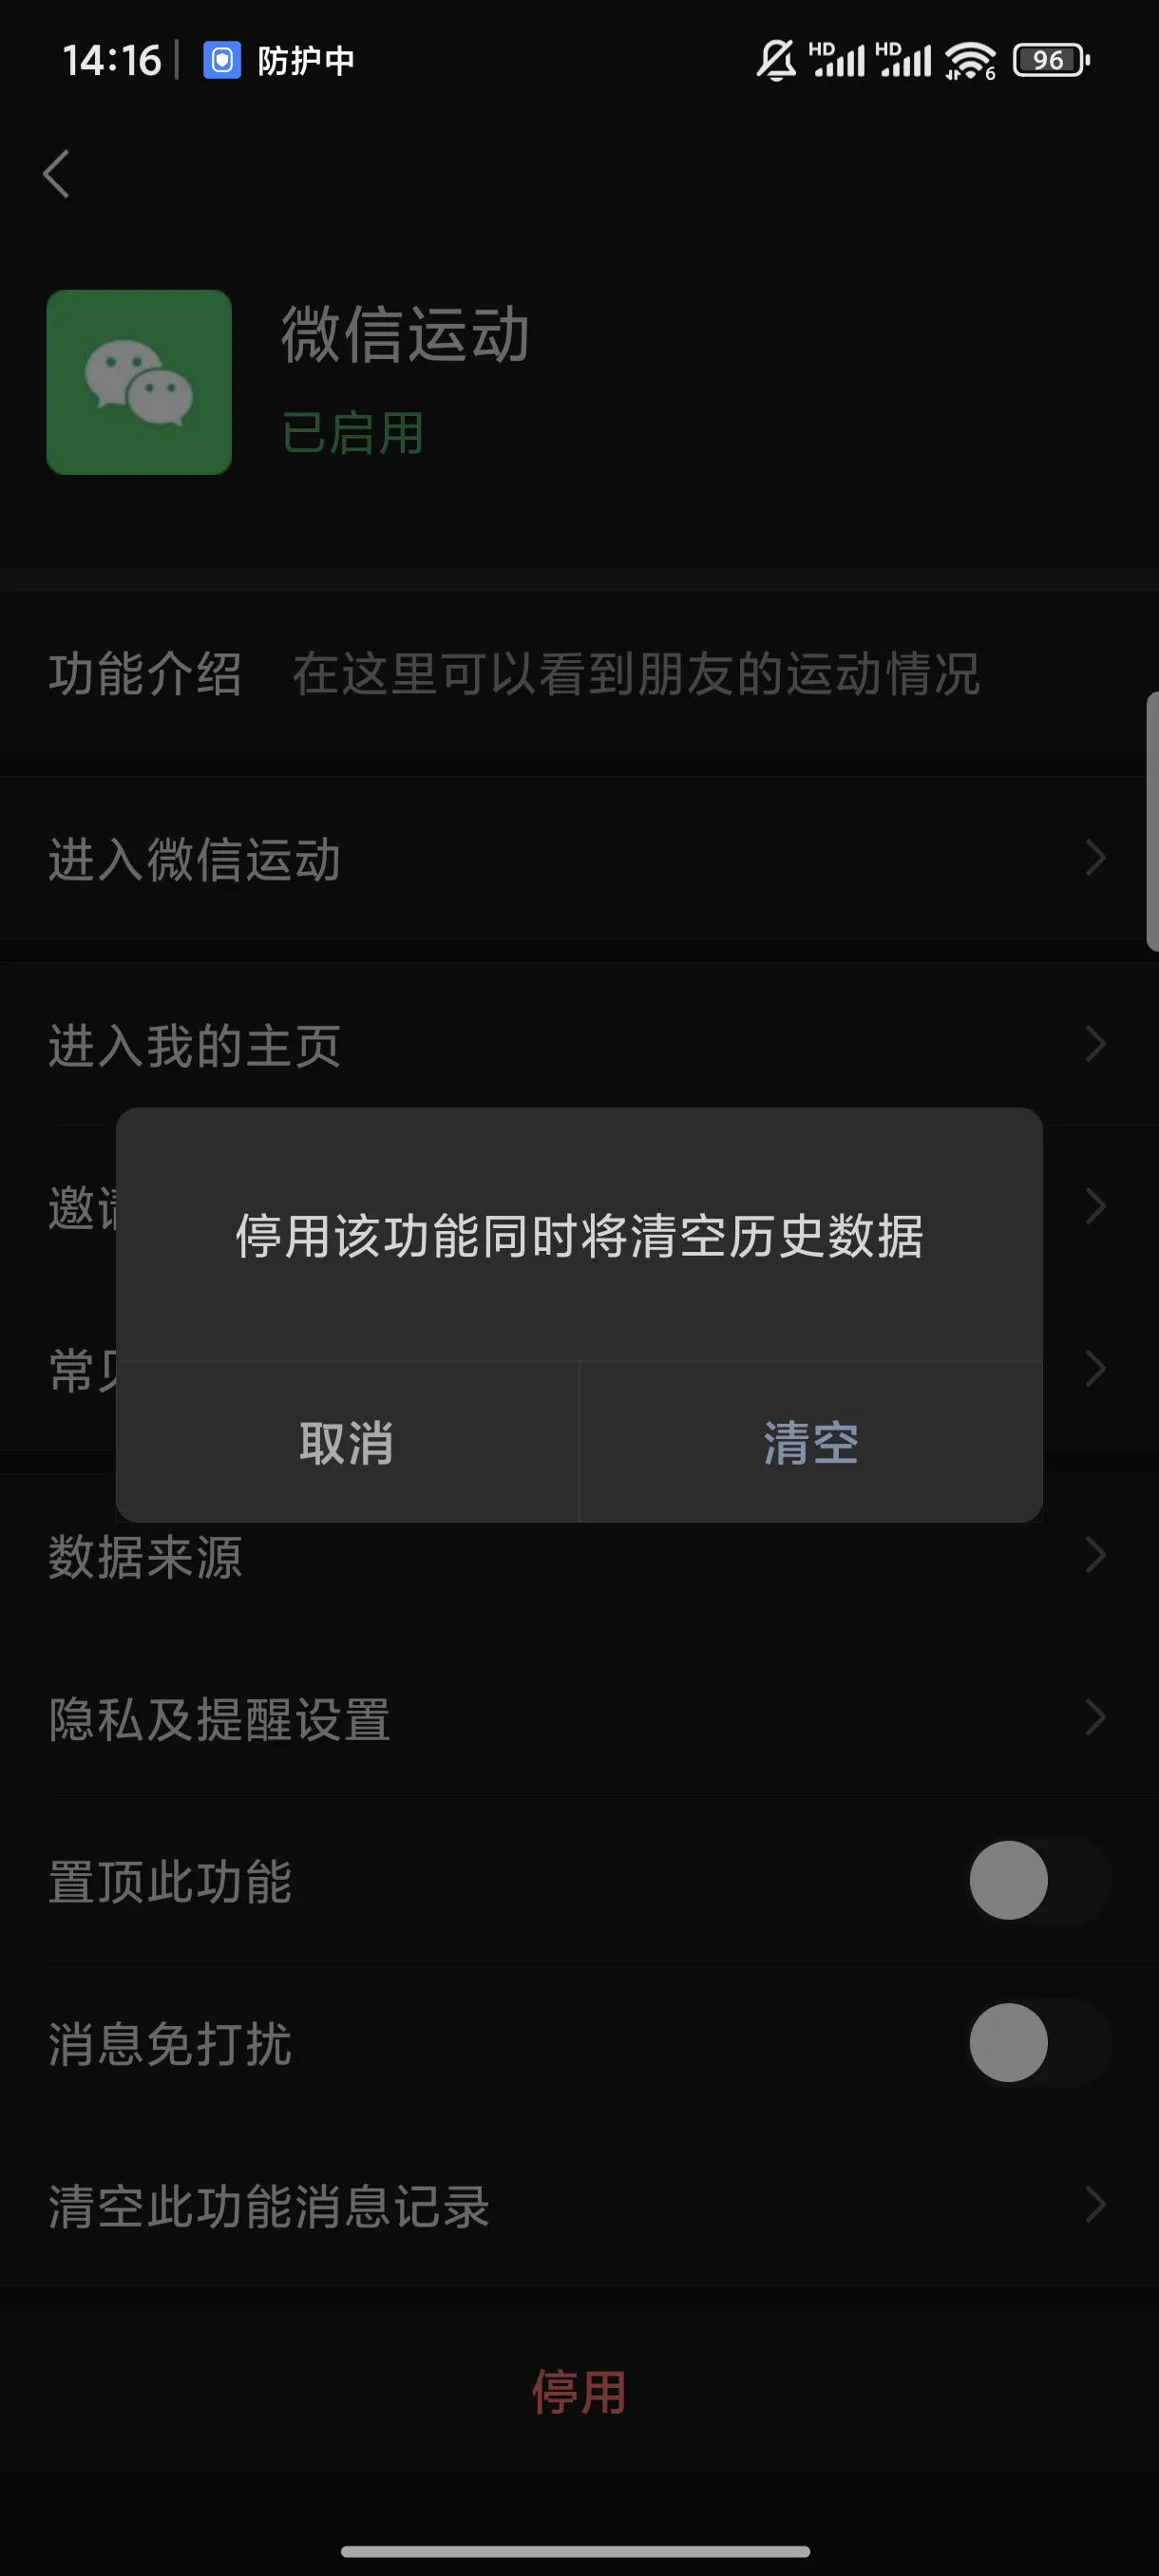 14:16 防护中 HD HD 6 96
微信运动
已启用
功能介绍 在这里可以看到朋友的运动情况
进入微信运动
进入我的主页
邀
停用该功能同时将清空历史数据
常
取消 清空
数据来源
隐私及提醒设置
置顶此功能
消息免打扰
清空此功能消息记录
停用